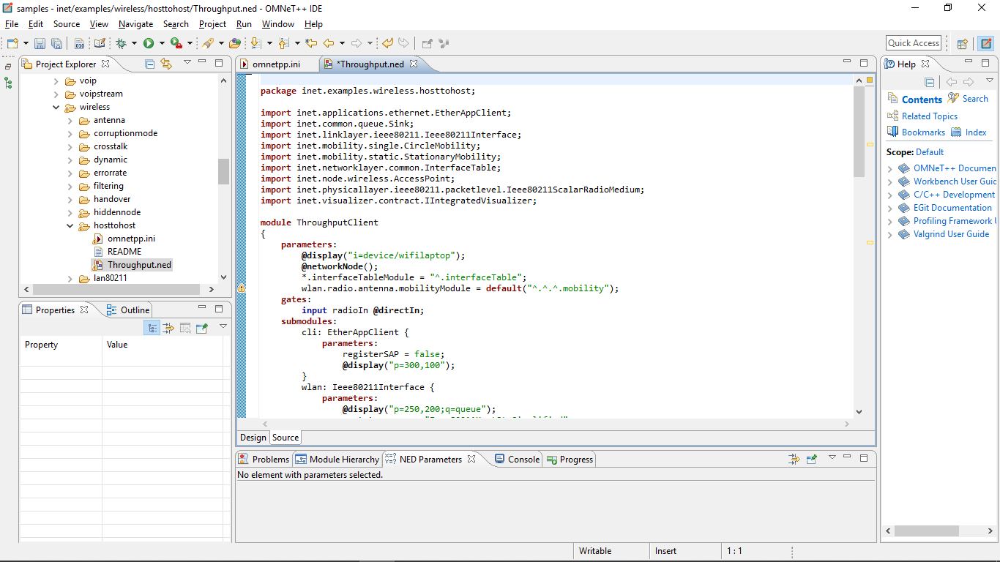 samples - inet/examples/wireless/hosttohost/Throughput.ned - OMNeT++ IDE
File Edit Source View Navigate Search Project Run Window Help
Quick Access
Project Explorer
voip
voipstream
wireless
antenna
corruptionmode
crosstalk
dynamic
errorrate
filtering
handover
hiddennode
hosttohost
omnetpp.ini
README
Throughput.ned
lan80211
Properties Outline
Property Value
omnetpp.ini *Throughput.ned
package inet.examples.wireless.hosttohost;
import inet.applications.ethernet.EtherAppClient;
import inet.common.queue.Sink;
import inet.linklayer.ieee80211.Ieee80211Interface;
import inet.mobility.single.CircleMobility;
import inet.mobility.static.StationaryMobility;
import inet.networklayer.common.InterfaceTable;
import inet.node.wireless.AccessPoint;
import inet.physicallayer.ieee80211.packetlevel.Ieee80211ScalarRadioMedium;
import inet.visualizer.contract.IIntegratedVisualizer;
module ThroughputClient
{
parameters:
@display("i=device/wifilaptop");
@networkNode();
*.interfaceTableModule = "^.interfaceTable";
wlan.radio.antenna.mobilityModule = default("^.^.^.mobility");
gates:
input radioIn @directIn;
submodules:
cli: EtherAppClient {
parameters:
registerSAP = false;
@display("p=300,100");
}
wlan: Ieee80211Interface {
parameters:
@display("p=250,200;q=queue");
Design Source
Problems Module Hierarchy NED Parameters Console Progress
No element with parameters selected.
Help
Contents Search
Related Topics
Bookmarks Index
Scope: Default
OMNeT++ Documen
Workbench User Guid
C/C++ Development
EGit Documentation
Profiling Framework U
Valgrind User Guide
Writable Insert 1 : 1